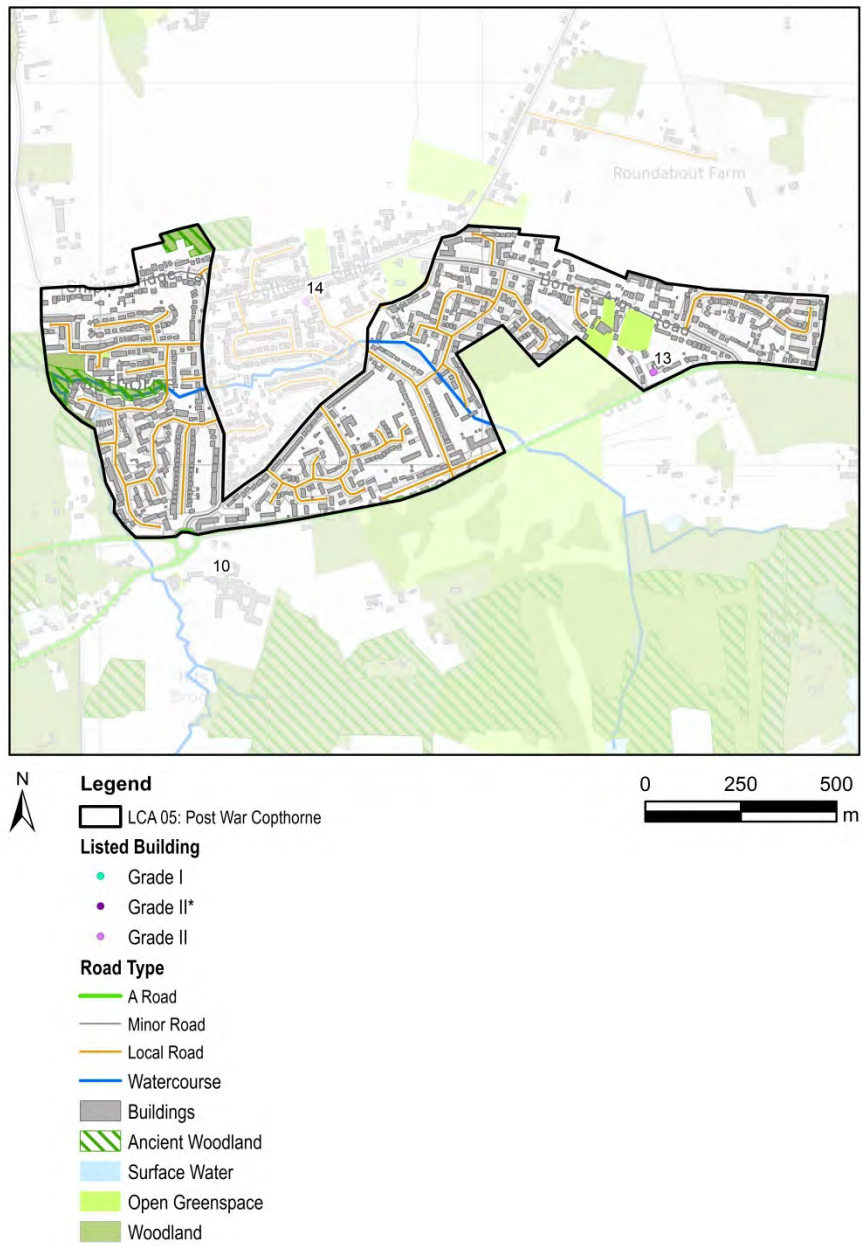 Roundabout Farm
14
13
10
N
0 250 500
m
Legend
LCA 05: Post War Copthorne
Listed Building
Grade I
Grade II*
Grade II
Road Type
A Road
Minor Road
Local Road
Watercourse
Buildings
Ancient Woodland
Surface Water
Open Greenspace
Woodland